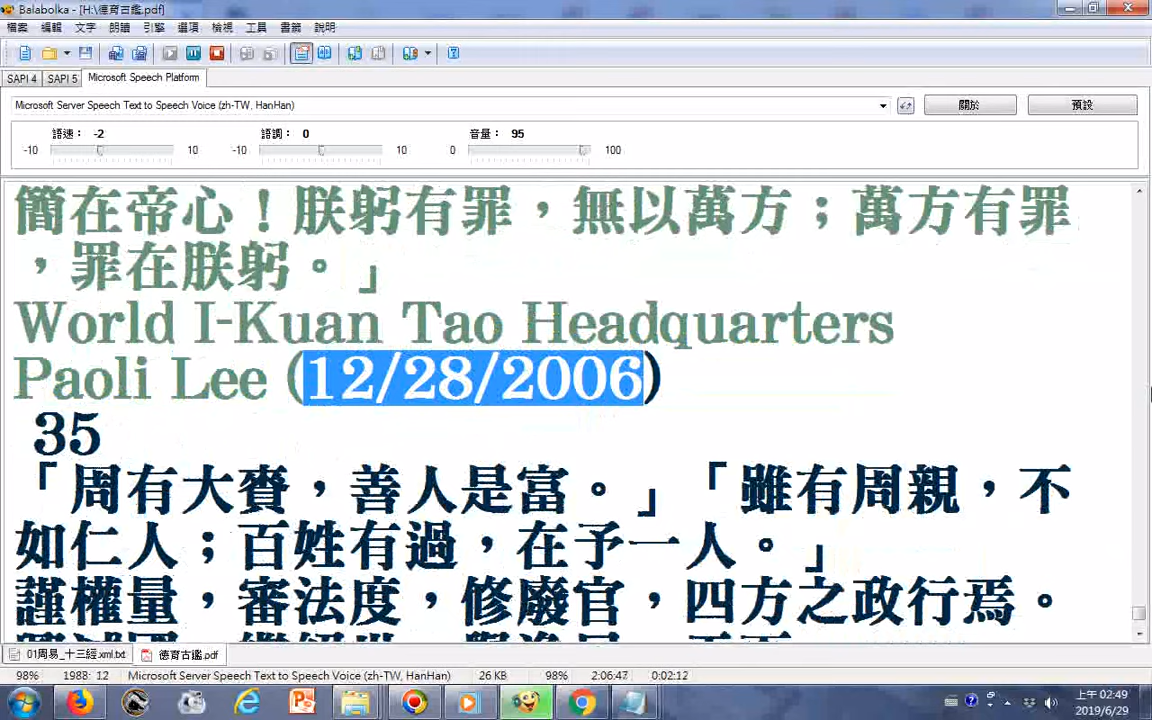 Balabolka - [H:\德育古鑑.pdf]
檔案 編輯 文字 朗讀 引擎 選項 檢視 工具 書籤 說明
SAPI 4 SAPI 5 Microsoft Speech Platform
Microsoft Server Speech Text to Speech Voice (zh-TW, HanHan) 關於 預設
語速： -2 語調： 0 音量： 95
-10 10 -10 10 0 100
簡在帝心！朕躬有罪，無以萬方；萬方有罪
，罪在朕躬。」
World I-Kuan Tao Headquarters
Paoli Lee (12/28/2006)
35
「周有大賚，善人是富。」「雖有周親，不
如仁人；百姓有過，在予一人。」
謹權量，審法度，修廢官，四方之政行焉。
01周易_十三經.xml.txt 德育古鑑.pdf
98% 1988: 12 Microsoft Server Speech Text to Speech Voice (zh-TW, HanHan) 26 KB 98% 2:06:47 0:02:12
上午 02:49
2019/6/29